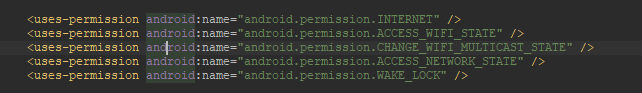 <uses-permission android:name="android.permission.INTERNET" />
<uses-permission android:name="android.permission.ACCESS_WIFI_STATE" />
<uses-permission android:name="android.permission.CHANGE_WIFI_MULTICAST_STATE" />
<uses-permission android:name="android.permission.ACCESS_NETWORK_STATE" />
<uses-permission android:name="android.permission.WAKE_LOCK" />